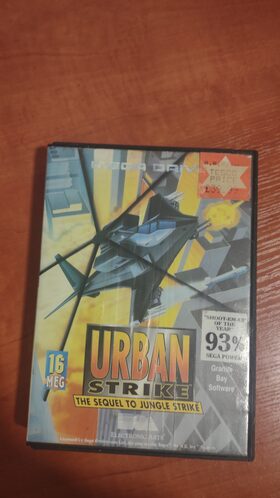 MEGA DRIVE
TESCO
PRICE
16
MEG
URBAN
STRIKE
THE SEQUEL TO JUNGLE STRIKE
"SHOOT-EM-UP
OF THE
YEAR"
93%
SEGA POWER
Granite
Bay
Software
ELECTRONIC ARTS